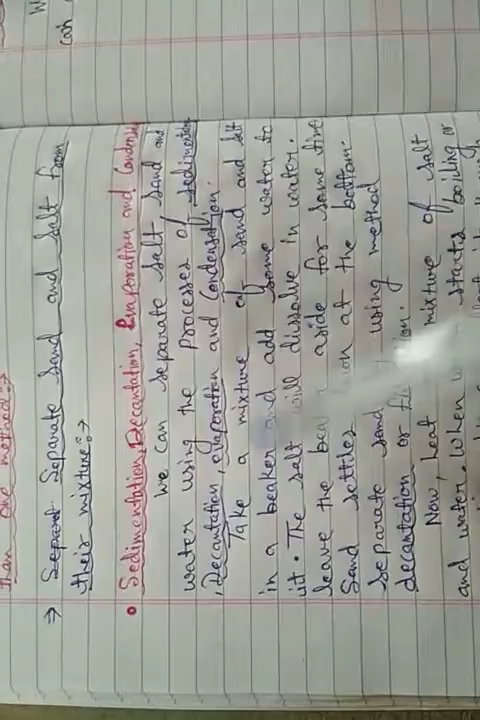 than one method :→
→ Separate Sand and salt from
their mixture :→
• Sedimentation, Decantation, Evaporation and
We can separate salt, sand and
water using the processes of sedimentation
, Decantation, evaporation and Condensation.
Take a mixture of sand and salt
in a beaker and add some water to
it. The salt will dissolve in water.
leave the aside for some time
Sand settles at the bottom.
separate sand using method
decantation or
Now, heat mixture of salt
and water. When starts boiling or